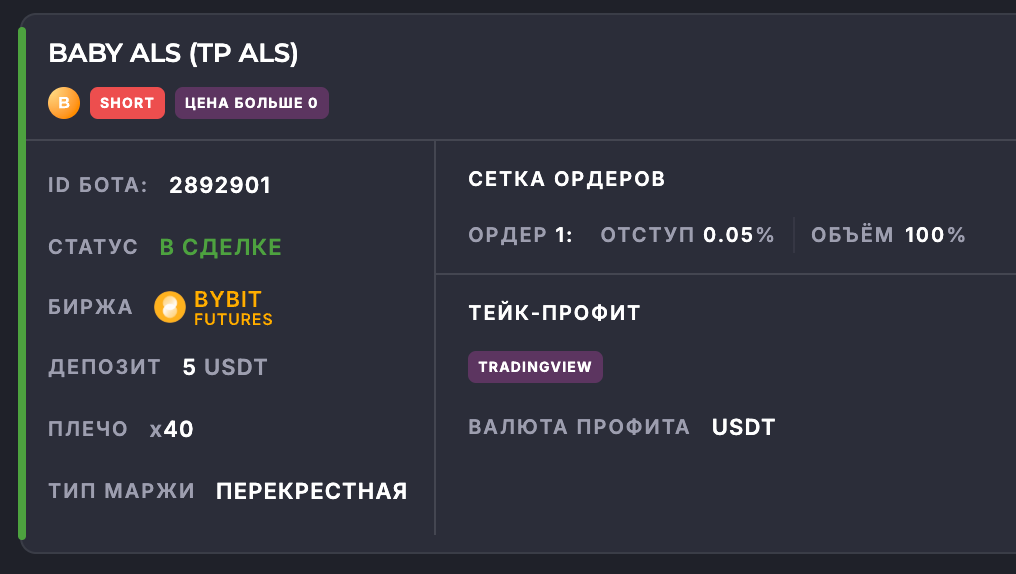 BABY ALS (TP ALS)
B SHORT ЦЕНА БОЛЬШЕ 0
ID БОТА: 2892901
СТАТУС В СДЕЛКЕ
БИРЖА BYBIT
FUTURES
ДЕПОЗИТ 5 USDT
ПЛЕЧО x40
ТИП МАРЖИ ПЕРЕКРЕСТНАЯ
СЕТКА ОРДЕРОВ
ОРДЕР 1: ОТСТУП 0.05% ОБЪЁМ 100%
ТЕЙК-ПРОФИТ
TRADINGVIEW
ВАЛЮТА ПРОФИТА USDT